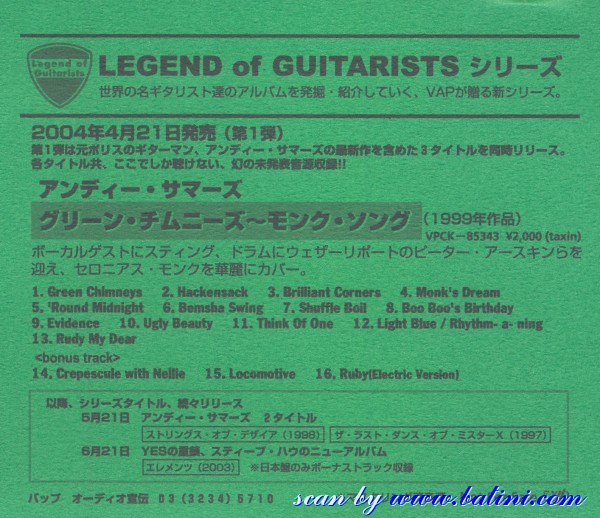 Legend of
Guitarists
LEGEND of GUITARISTS シリーズ
世界の名ギタリスト達のアルバムを発掘・紹介していく、VAPが贈る新シリーズ。
2004年4月21日発売（第1弾）
第1弾は元ポリスのギターマン、アンディー・サマーズの最新作を含めた3タイトルを同時リリース。
各タイトル共、ここでしか聴けない、幻の未発表音源収録!!
アンディー・サマーズ
グリーン・チムニーズ〜モンク・ソング（1999年作品）
VPCK-85343 ¥2,000 (taxin)
ボーカルゲストにスティング、ドラムにウェザーリポートのピーター・アースキンらを
迎え、セロニアス・モンクを華麗にカバー。
1. Green Chimneys 2. Hackensack 3. Brilliant Corners 4. Monk's Dream
5. 'Round Midnight 6. Bemsha Swing 7. Shuffle Boil 8. Boo Boo's Birthday
9. Evidence 10. Ugly Beauty 11. Think Of One 12. Light Blue / Rhythm- a- ning
13. Rudy My Dear
<bonus track>
14. Crepescule with Nellie 15. Locomotive 16. Ruby(Electric Version)
以降、シリーズタイトル、続々リリース
5月21日 アンディー・サマーズ 2タイトル
ストリングス・オブ・デザイア（1998） ザ・ラスト・ダンス・オブ・ミスターX（1997）
6月21日 YESの重鎮、スティーブ・ハウのニューアルバム
エレメンツ（2003） ※日本盤のみボーナストラック収録
バップ オーディオ宣伝 03 (3234) 5710
scan by www.batini.com